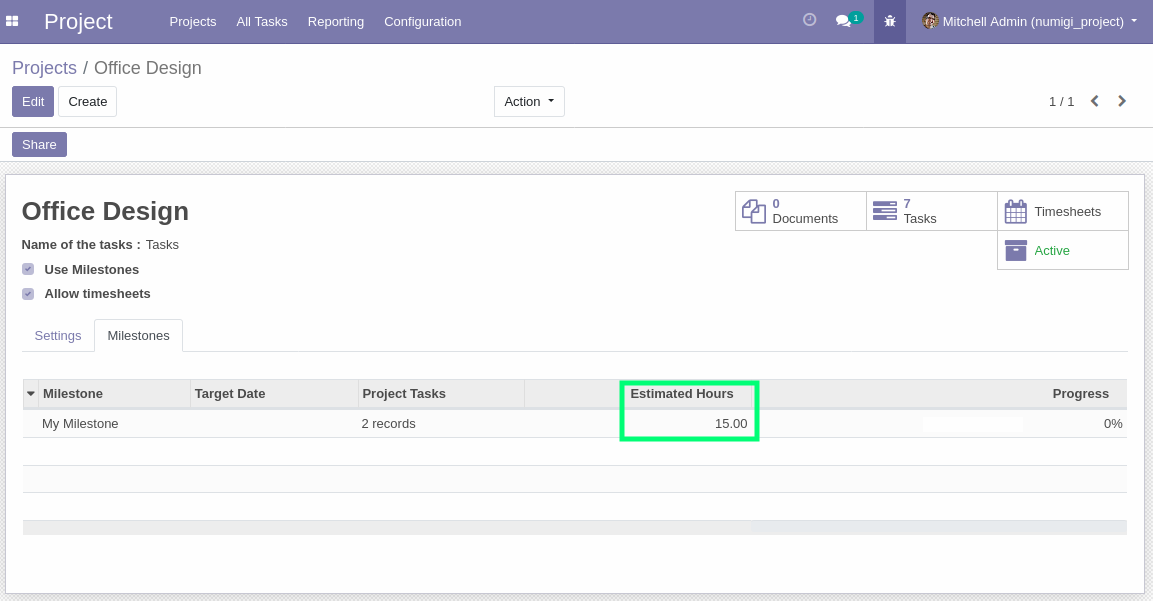 Project Projects All Tasks Reporting Configuration 1 Mitchell Admin (numigi_project)
Projects / Office Design
Edit Create Action 1 / 1
Share
Office Design
0 Documents
7 Tasks
Timesheets
Active
Name of the tasks : Tasks
Use Milestones
Allow timesheets
Settings Milestones
Milestone Target Date Project Tasks Estimated Hours Progress
My Milestone 2 records 15.00 0%